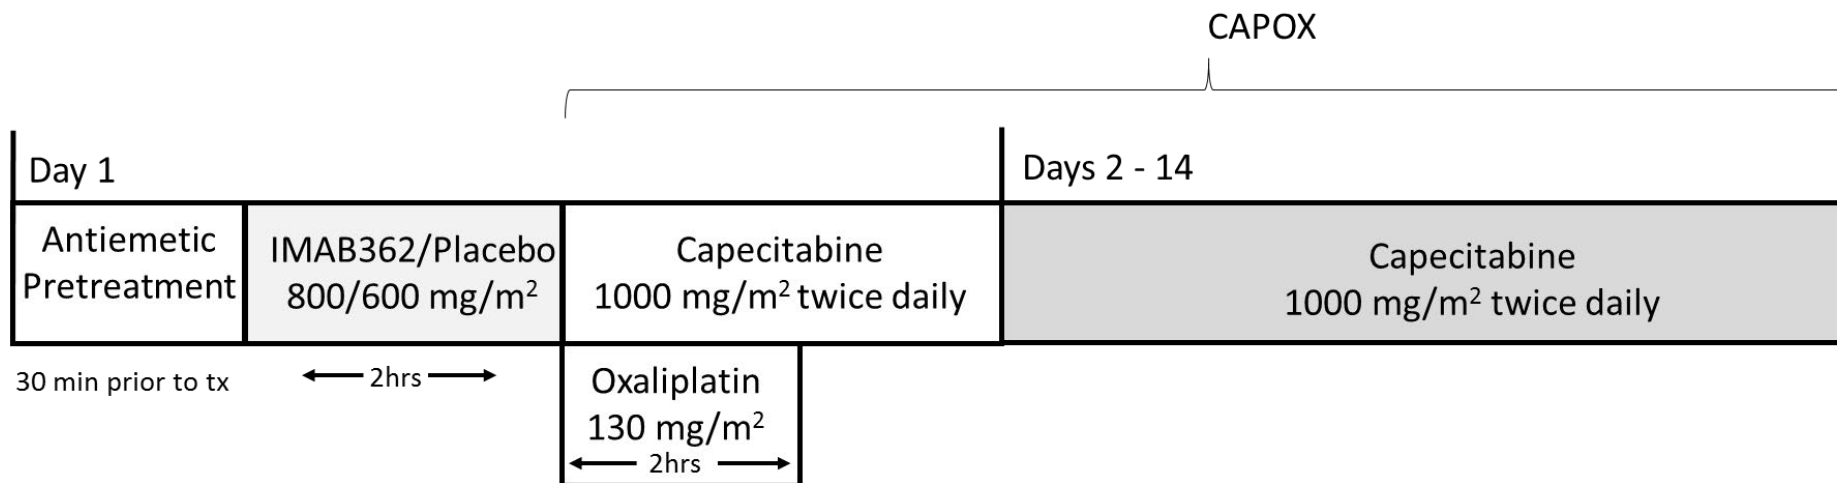 CAPOX
Day 1
Days 2 - 14
Antiemetic
Pretreatment
IMAB362/Placebo
800/600 mg/m²
Capecitabine
1000 mg/m² twice daily
Capecitabine
1000 mg/m² twice daily
30 min prior to tx
2hrs
Oxaliplatin
130 mg/m²
2hrs